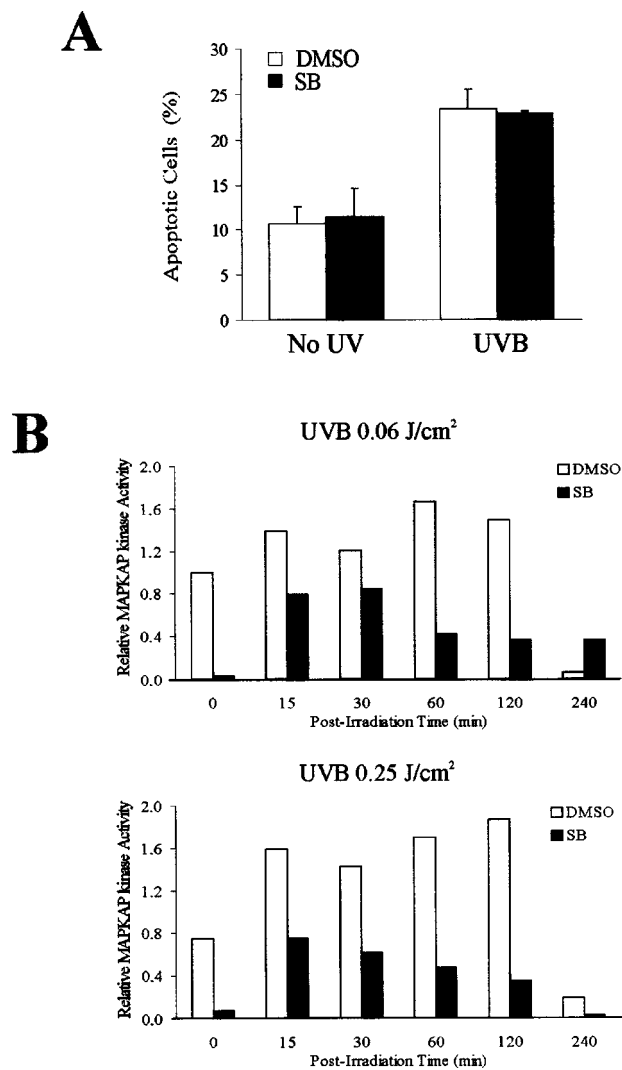 A
Apoptotic Cells (%)
30
25
20
15
10
5
0
DMSO
SB
No UV
UVB
B
UVB 0.06 J/cm²
Relative MAPKAP kinase Activity
2.0
1.6
1.2
0.8
0.4
0.0
DMSO
SB
0 15 30 60 120 240
Post-Irradiation Time (min)
UVB 0.25 J/cm²
Relative MAPKAP kinase Activity
2.0
1.6
1.2
0.8
0.4
0.0
DMSO
SB
0 15 30 60 120 240
Post-Irradiation Time (min)